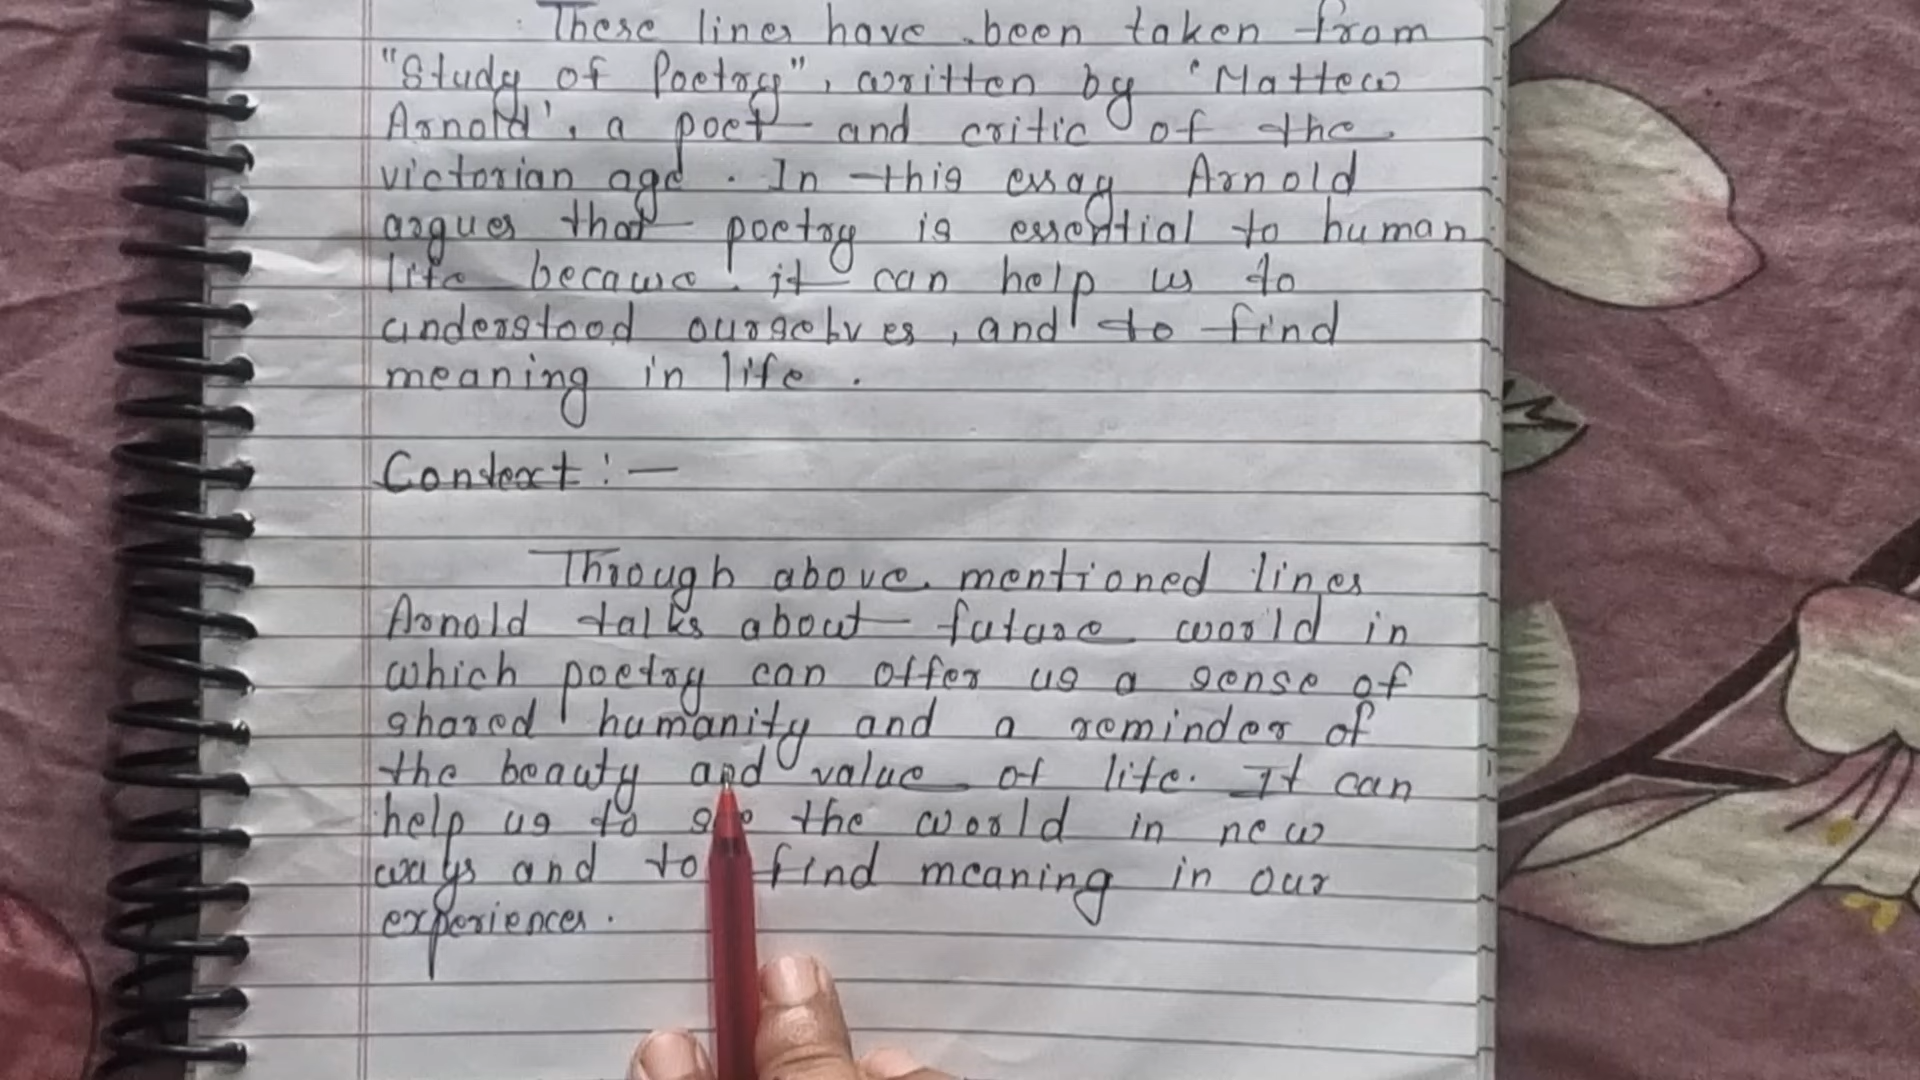 These lines have been taken from
"Study of Poetry", written by 'Mattew
Arnold', a poet and critic of the
victorian age. In this essay Arnold
argues that poetry is essential to human
life because it can help us to
understood ourselves, and to find
meaning in life.
Context :-
Through above mentioned lines
Arnold talks about future world in
which poetry can offer us a sense of
shared humanity and a reminder of
the beauty and value of life. It can
help us to see the world in new
ways and to find meaning in our
experiences.